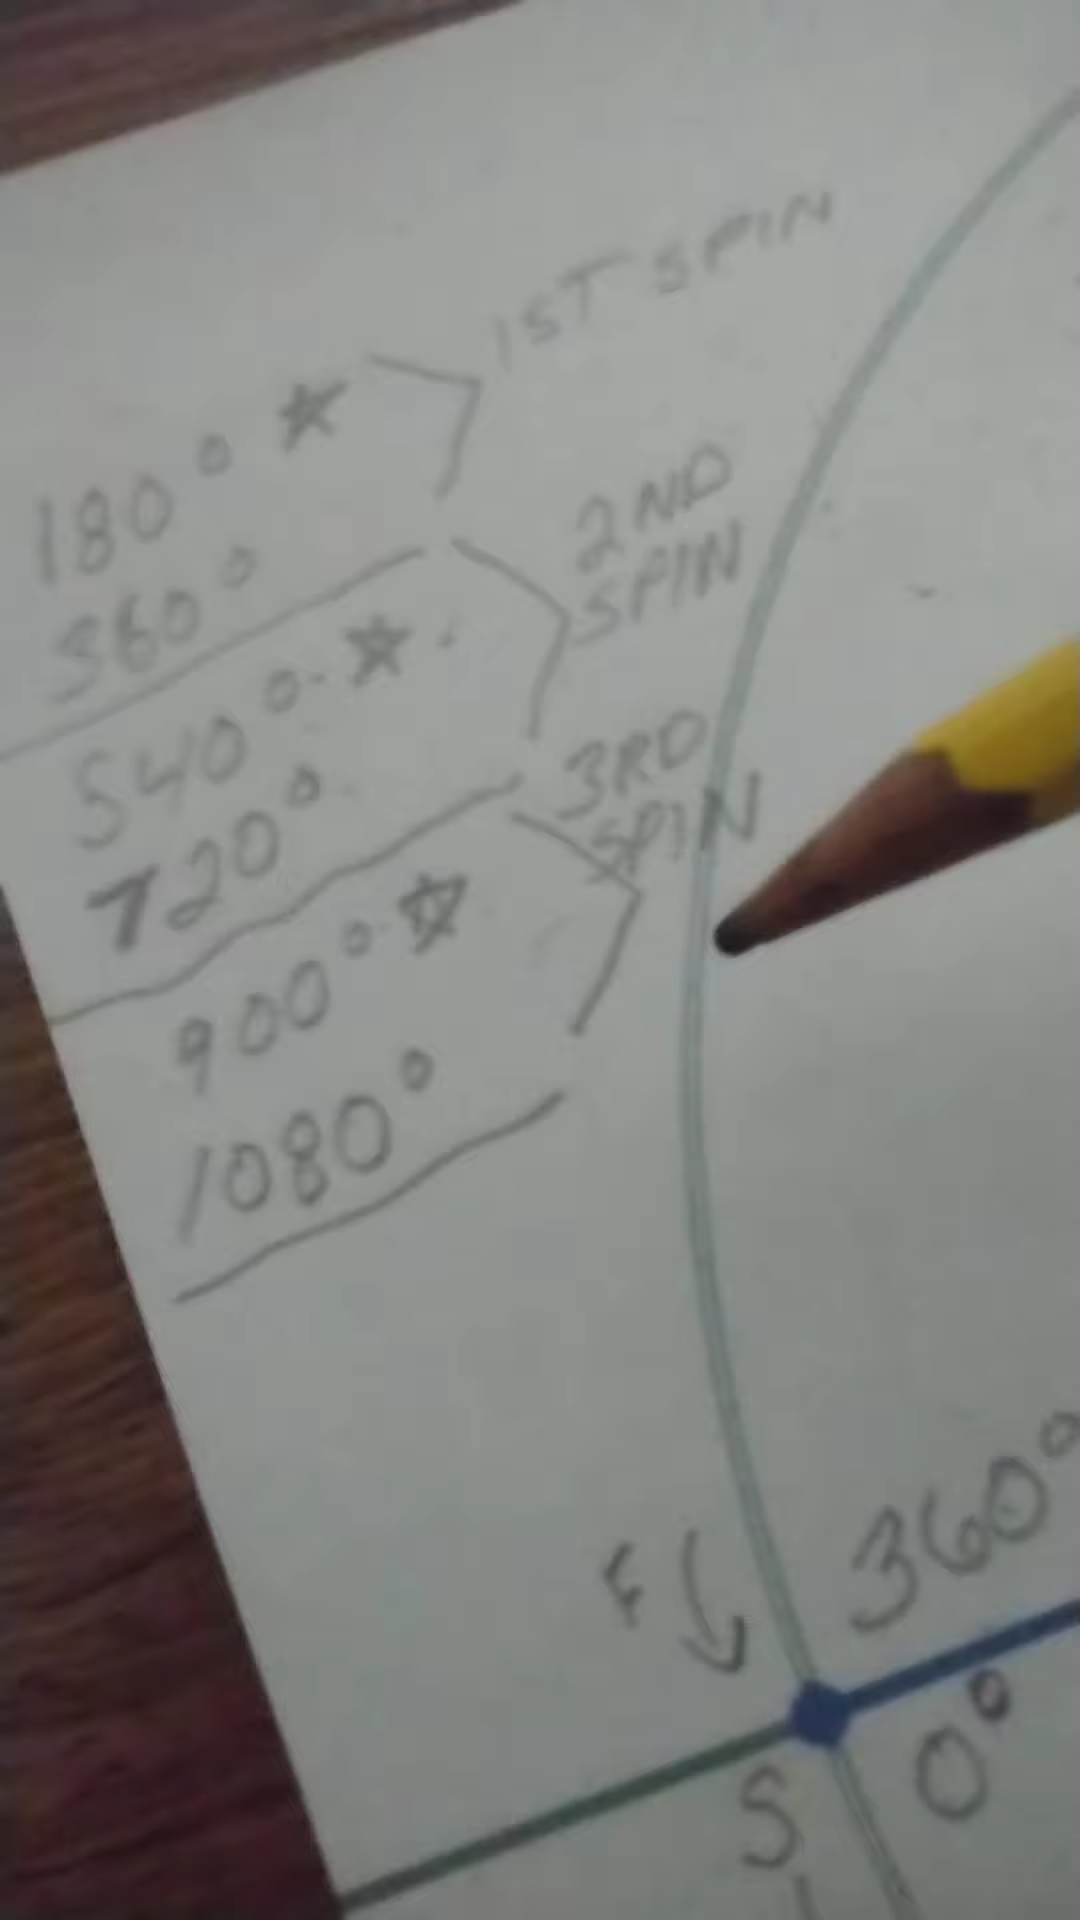 1ST SPIN
180° ☆
360°
2ND
SPIN
540° ☆
720°
3RD
SPIN
900° ☆
1080°
F
360°
S
0°